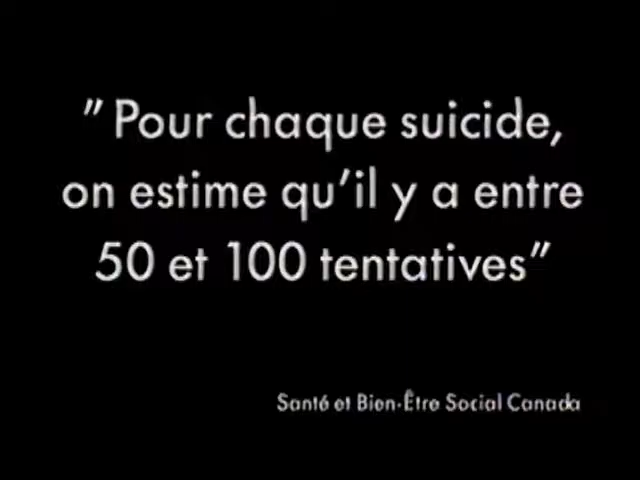 "Pour chaque suicide,
on estime qu'il y a entre
50 et 100 tentatives"
Santé et Bien-Être Social Canada